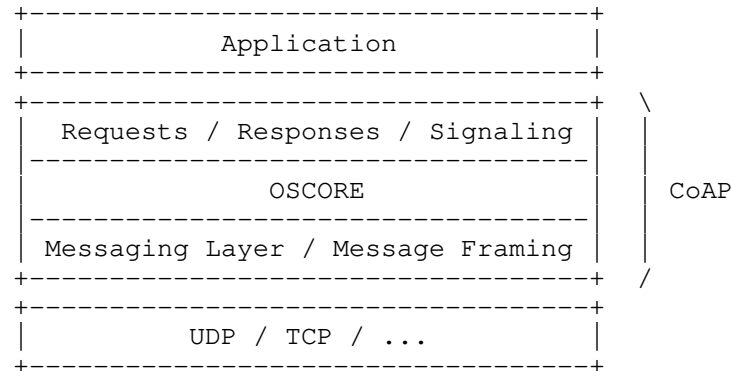 Application
Requests / Responses / Signaling
OSCORE
CoAP
Messaging Layer / Message Framing
UDP / TCP / ...